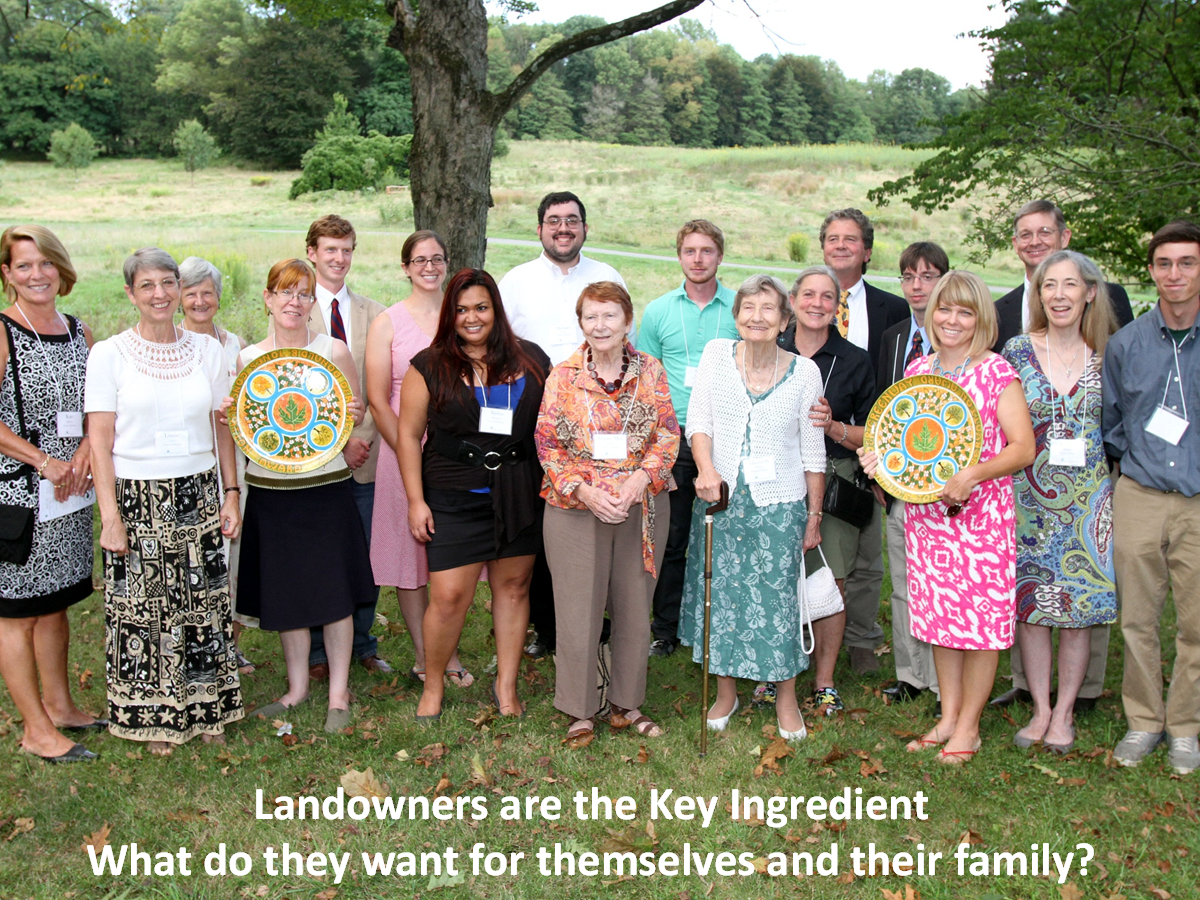 Landowners are the Key Ingredient
What do they want for themselves and their family?